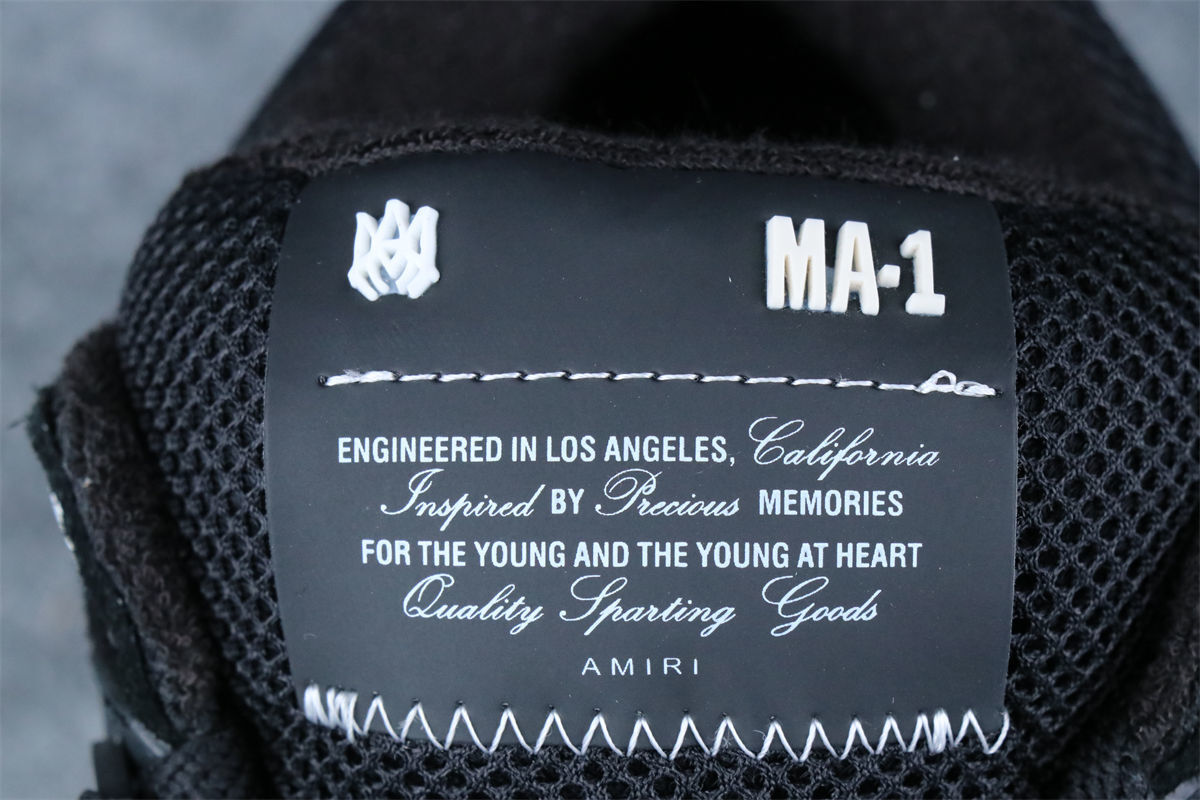 MA-1
ENGINEERED IN LOS ANGELES, California
Inspired BY Precious MEMORIES
FOR THE YOUNG AND THE YOUNG AT HEART
Quality Sparting Goods
AMIRI